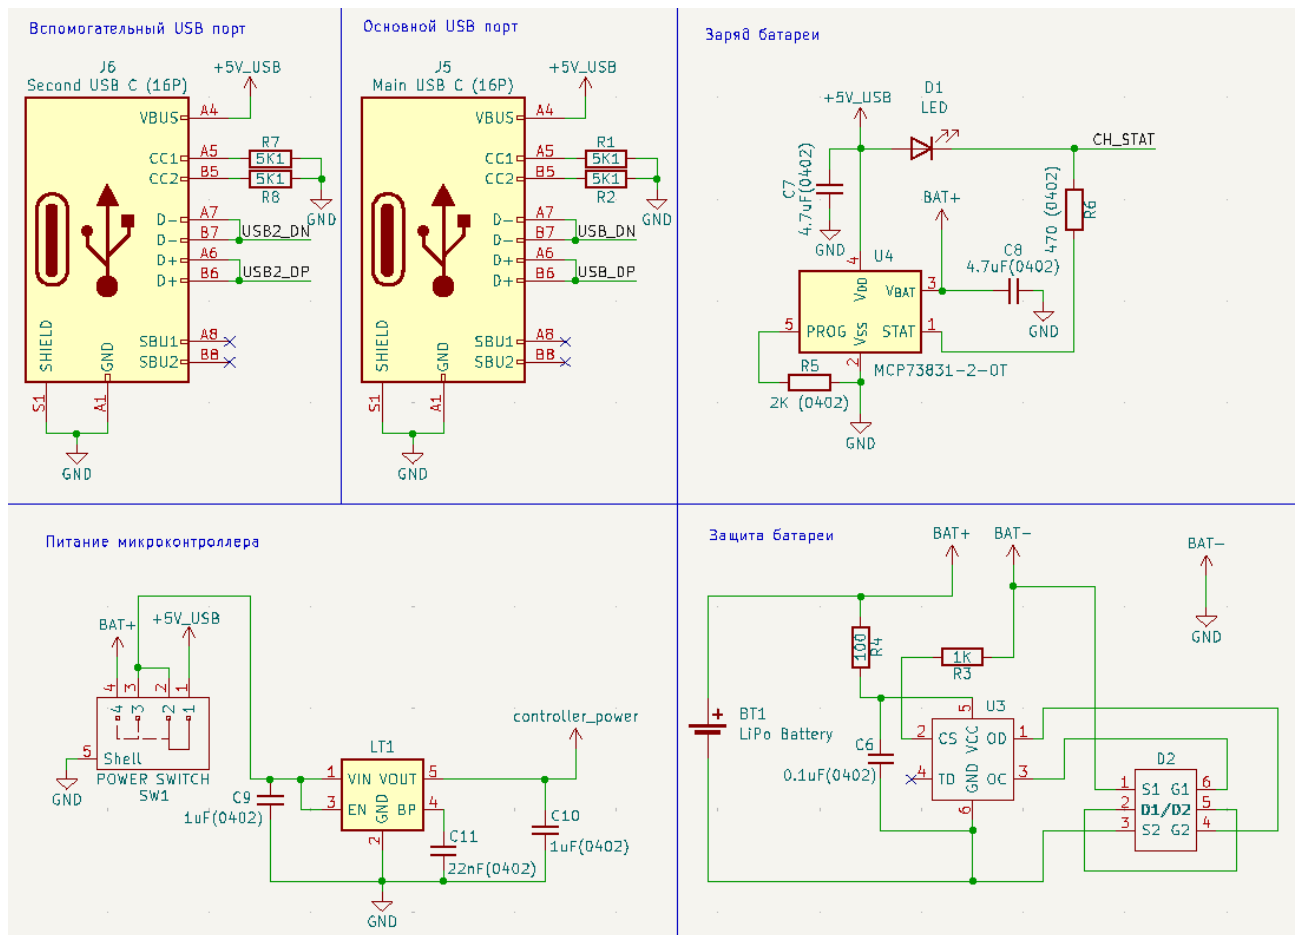 Вспомогательный USB порт
J6
Second USB C (16P)
+5V_USB
VBUS
A4
CC1
A5
R7
5K1
CC2
B5
5K1
R8
GND
D-
A7
D-
B7
USB2_DN
D+
A6
D+
B6
USB2_DP
SBU1
A8
SBU2
B8
SHIELD
GND
S1
A1
GND
Основной USB порт
J5
Main USB C (16P)
+5V_USB
VBUS
A4
CC1
A5
R1
5K1
CC2
B5
5K1
R2
GND
D-
A7
D-
B7
USB_DN
D+
A6
D+
B6
USB_DP
SBU1
A8
SBU2
B8
SHIELD
GND
S1
A1
GND
Заряд батареи
D1
LED
+5V_USB
CH_STAT
C7
4.7uF(0402)
GND
BAT+
470 (0402)
R6
U4
C8
4.7uF(0402)
GND
4
VDD
VBAT
3
5
PROG
VSS
STAT
1
2
MCP73831-2-OT
R5
2K (0402)
GND
Питание микроконтроллера
BAT+
+5V_USB
4
3
2
1
4
3
2
1
5
Shell
GND
POWER SWITCH
SW1
controller_power
LT1
1
VIN
VOUT
5
3
EN
GND
BP
4
2
C9
1uF(0402)
C11
22nF(0402)
C10
1uF(0402)
GND
Защита батареи
BAT+
BAT-
BAT-
GND
100
R4
1K
R3
BT1
LiPo Battery
C6
0.1uF(0402)
U3
5
2
CS
VCC
OD
1
4
TD
GND
OC
3
6
D2
1
S1
G1
6
2
D1/D2
5
3
S2
G2
4